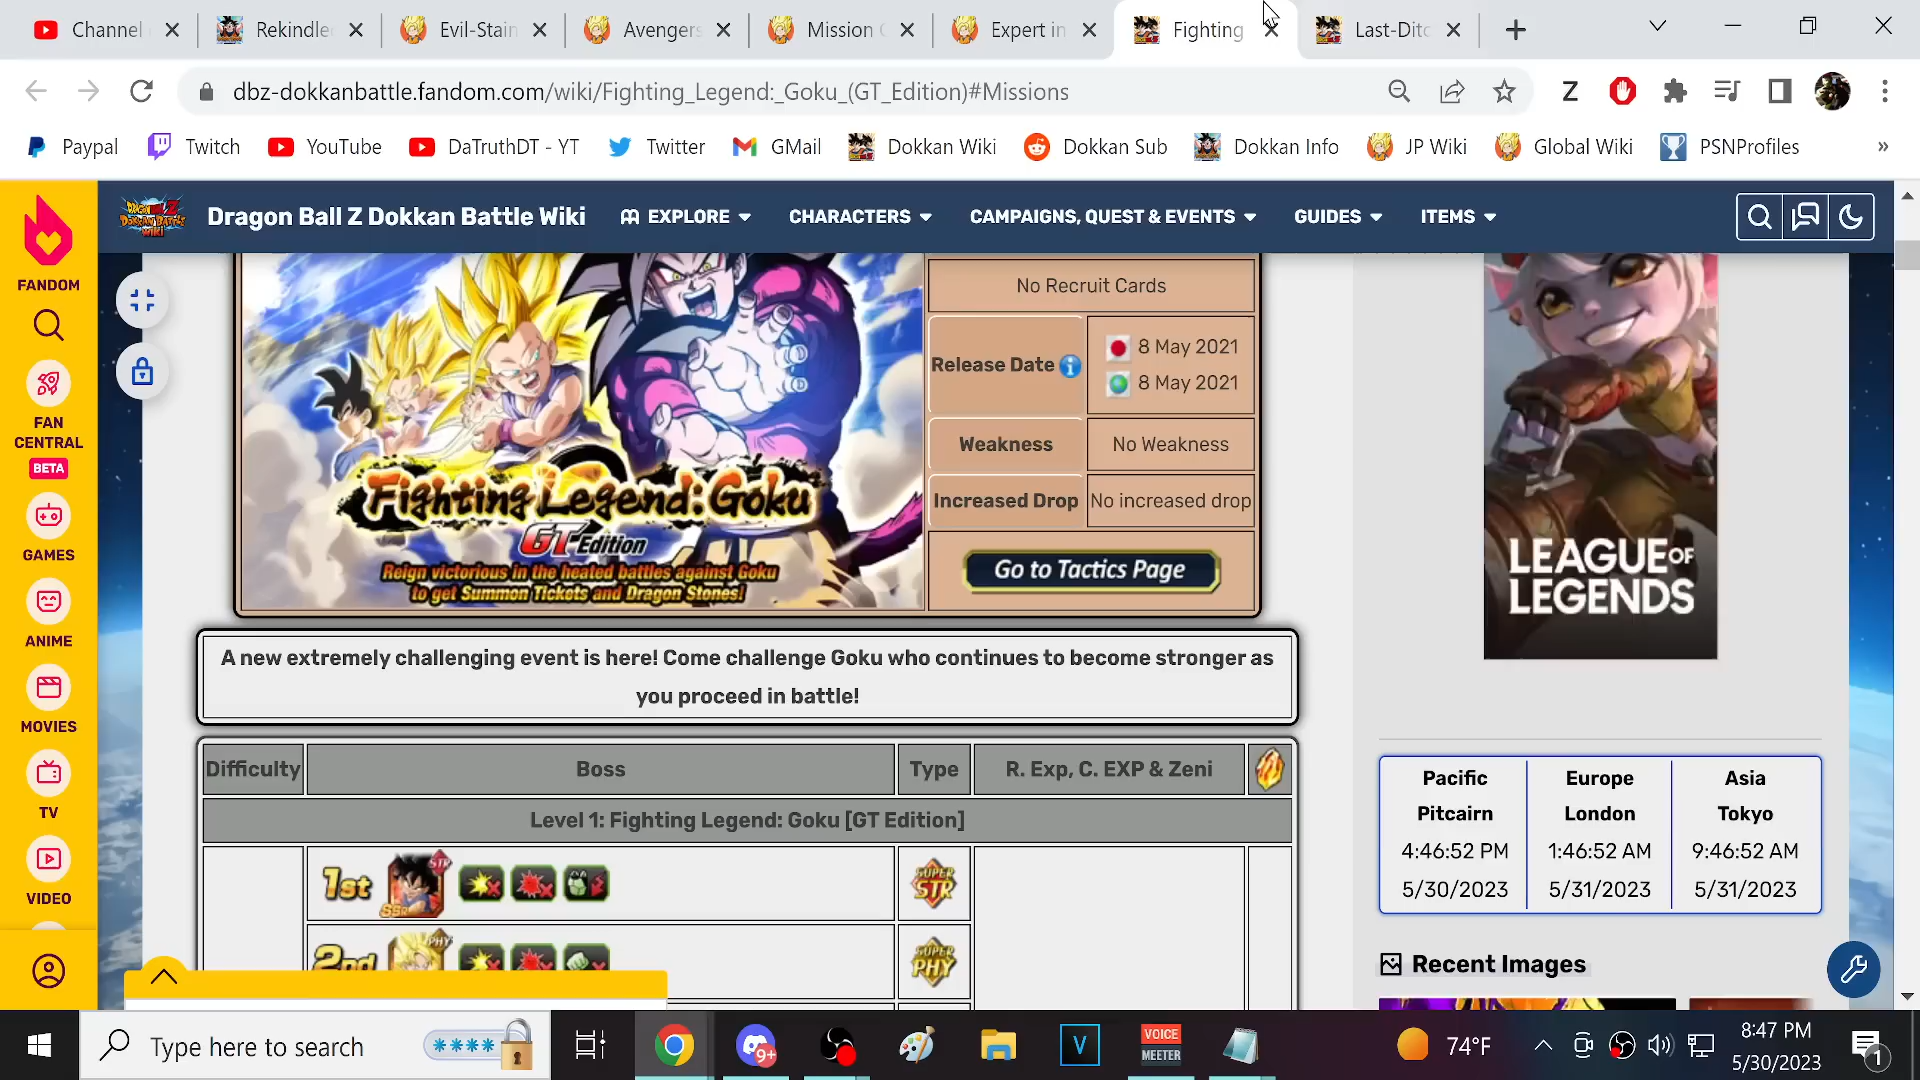 Channel
Rekindle
Evil-Stain
Avengers
Mission
Expert in
Fighting
Last-Ditc
dbz-dokkanbattle.fandom.com/wiki/Fighting_Legend:_Goku_(GT_Edition)#Missions
Z
Paypal
Twitch
YouTube
DaTruthDT - YT
Twitter
GMail
Dokkan Wiki
Dokkan Sub
Dokkan Info
JP Wiki
Global Wiki
PSNProfiles
»
Dragon Ball Z Dokkan Battle Wiki
EXPLORE
CHARACTERS
CAMPAIGNS, QUEST & EVENTS
GUIDES
ITEMS
FANDOM
FAN CENTRAL
BETA
GAMES
ANIME
MOVIES
TV
VIDEO
Fighting Legend: Goku
GT Edition
Reign victorious in the heated battles against Goku
to get Summon Tickets and Dragon Stones!
No Recruit Cards
Release Date
8 May 2021
8 May 2021
Weakness
No Weakness
Increased Drop
No increased drop
Go to Tactics Page
A new extremely challenging event is here! Come challenge Goku who continues to become stronger as
you proceed in battle!
Difficulty
Boss
Type
R. Exp, C. EXP & Zeni
Level 1: Fighting Legend: Goku [GT Edition]
1st
STR
SSR
SUPER STR
2nd
PHY
SUPER PHY
LEAGUE OF
LEGENDS
Pacific
Pitcairn
4:46:52 PM
5/30/2023
Europe
London
1:46:52 AM
5/31/2023
Asia
Tokyo
9:46:52 AM
5/31/2023
Recent Images
Type here to search
****
9+
V
VOICE
MEETER
74°F
8:47 PM
5/30/2023
1